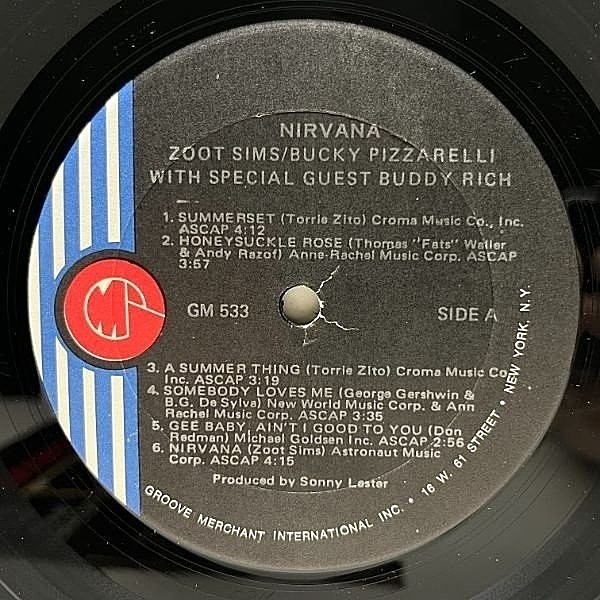 NIRVANA
ZOOT SIMS/BUCKY PIZZARELLI
WITH SPECIAL GUEST BUDDY RICH
1. SUMMERSET (Torrie Zito) Croma Music Co., Inc.
ASCAP 4:12
2. HONEYSUCKLE ROSE (Thomas "Fats" Waller
& Andy Razof) Anne-Rachel Music Corp. ASCAP
3:57
GM 533
SIDE A
3. A SUMMER THING (Torrie Zito) Croma Music Co.
Inc. ASCAP 3:19
4. SOMEBODY LOVES ME (George Gershwin &
B.G. De Sylva) New World Music Corp. & Ann
Rachel Music Corp. ASCAP 3:35
5. GEE BABY, AIN'T I GOOD TO YOU (Don
Redman) Michael Goldsen Inc. ASCAP 2:56
6. NIRVANA (Zoot Sims) Astronaut Music
Corp. ASCAP 4:15
Produced by Sonny Lester
GROOVE MERCHANT INTERNATIONAL INC. • 16 W. 61 STREET • NEW YORK, N.Y.